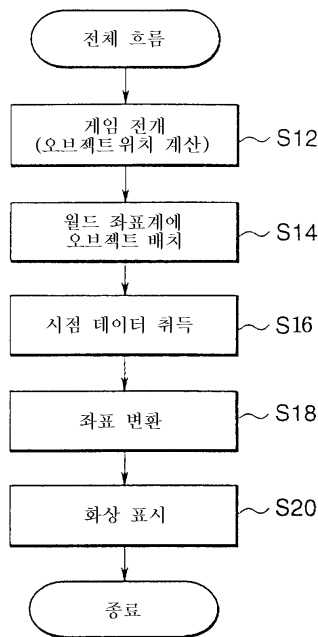 전체 흐름
게임 전개
(오브젝트 위치 계산)
S12
월드 좌표계에
오브젝트 배치
S14
시점 데이터 취득
S16
좌표 변환
S18
화상 표시
S20
종료